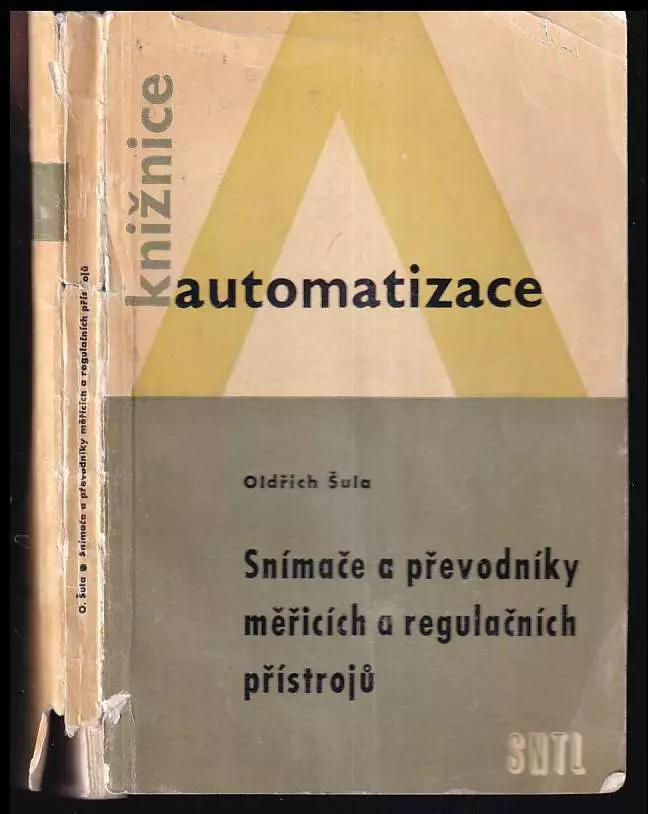 knižnice
automatizace
Oldřich Šula
Snímače a převodníky
měřicích a regulačních
přístrojů
SNTL
O. Šula • Snímače a převodníky měřicích a regulačních přístrojů